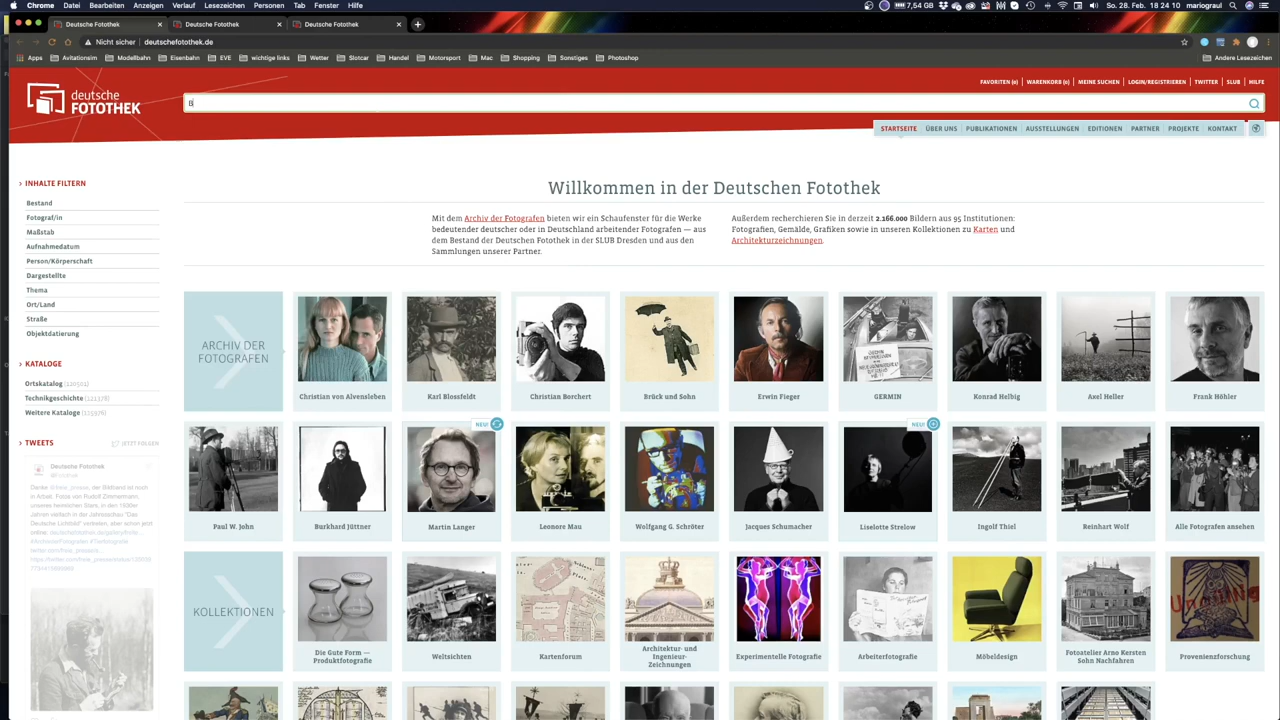 Chrome Datei Bearbeiten Anzeigen Verlauf Lesezeichen Personen Tab Fenster Hilfe
7,54 GB So. 28. Feb. 18 24 10 mariograul
Deutsche Fotothek Deutsche Fotothek Deutsche Fotothek
Nicht sicher | deutschefotothek.de
Apps Avitationsim Modellbahn Eisenbahn EVE wichtige links Wetter Slotcar Handel Motorsport Mac Shopping Sonstiges Photoshop Andere Lesezeichen
FAVORITEN (0) WARENKORB (0) MEINE SUCHEN LOGIN/REGISTRIEREN TWITTER SLUB HILFE
deutsche
FOTOTHEK
B
STARTSEITE ÜBER UNS PUBLIKATIONEN AUSSTELLUNGEN EDITIONEN PARTNER PROJEKTE KONTAKT
INHALTE FILTERN
Bestand
Fotograf/in
Maßstab
Aufnahmedatum
Person/Körperschaft
Dargestellte
Thema
Ort/Land
Straße
Objektdatierung
KATALOGE
Ortskatalog (120501)
Technikgeschichte (121378)
Weitere Kataloge (125976)
TWEETS JETZT FOLGEN
Deutsche Fotothek
Willkommen in der Deutschen Fotothek
Mit dem Archiv der Fotografen bieten wir ein Schaufenster für die Werke
bedeutender deutscher oder in Deutschland arbeitender Fotografen — aus
dem Bestand der Deutschen Fotothek in der SLUB Dresden und aus den
Sammlungen unserer Partner.
Außerdem recherchieren Sie in derzeit 2.166.000 Bildern aus 95 Institutionen:
Fotografien, Gemälde, Grafiken sowie in unseren Kollektionen zu Karten und
Architekturzeichnungen.
ARCHIV DER
FOTOGRAFEN
Christian von Alvensleben
Karl Blossfeldt
Christian Borchert
Brück und Sohn
Erwin Fieger
GERMIN
Konrad Helbig
Axel Heller
Frank Höhler
NEU!
NEU!
Paul W. John
Burkhard Jüttner
Martin Langer
Leonore Mau
Wolfgang G. Schröter
Jacques Schumacher
Liselotte Strelow
Ingolf Thiel
Reinhart Wolf
Alle Fotografen ansehen
KOLLEKTIONEN
Die Gute Form —
Produktfotografie
Weltsichten
Kartenforum
Architektur- und
Ingenieur-
Zeichnungen
Experimentelle Fotografie
Arbeiterfotografie
Möbeldesign
Fotoatelier Arno Kersten
Sohn Nachfahren
Provenienzforschung